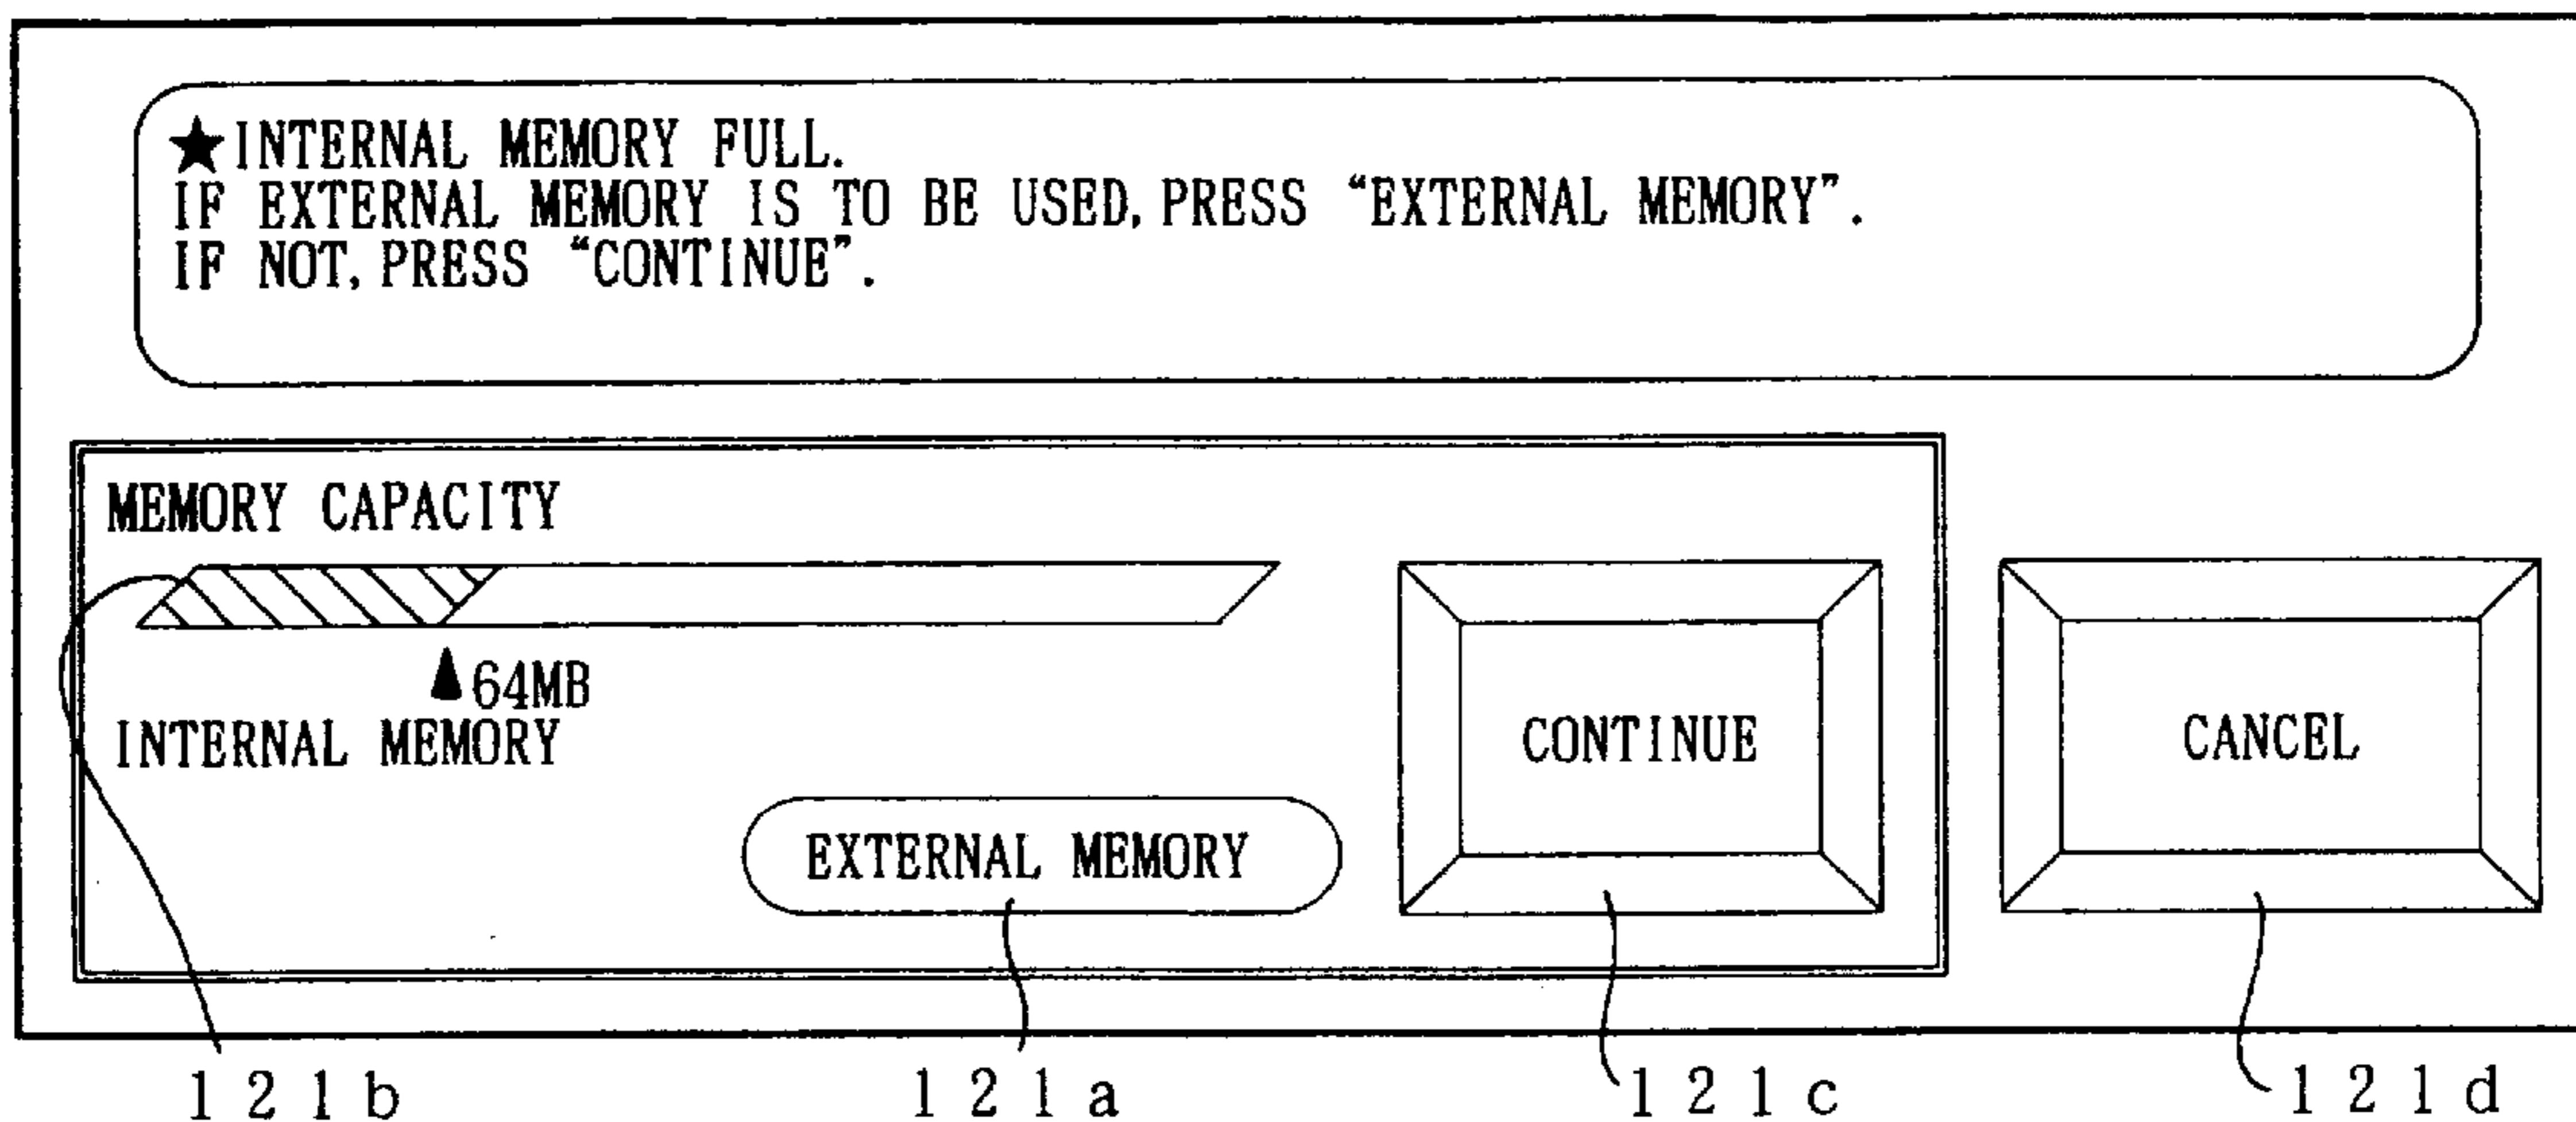 ★INTERNAL MEMORY FULL.
IF EXTERNAL MEMORY IS TO BE USED, PRESS “EXTERNAL MEMORY”.
IF NOT, PRESS “CONTINUE”.
MEMORY CAPACITY
▲64MB
INTERNAL MEMORY
EXTERNAL MEMORY
CONTINUE
CANCEL
121b
121a
121c
121d